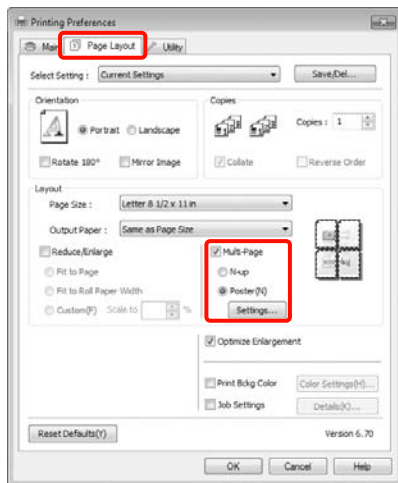 Printing Preferences
Main Page Layout Utility
Select Setting : Current Settings Save/Del...
Orientation
Copies
Portrait Landscape
Copies : 1
Rotate 180° Mirror Image
Collate Reverse Order
Layout
Page Size : Letter 8 1/2 x 11 in
Output Paper : Same as Page Size
Reduce/Enlarge
Multi-Page
Fit to Page
N-up
Fit to Roll Paper Width
Poster(N)
Custom(F) Scale to %
Settings...
Optimize Enlargement
Print Bckg Color Color Settings(H)...
Job Settings Details(K)...
Reset Defaults(Y) Version 6.70
OK Cancel Help